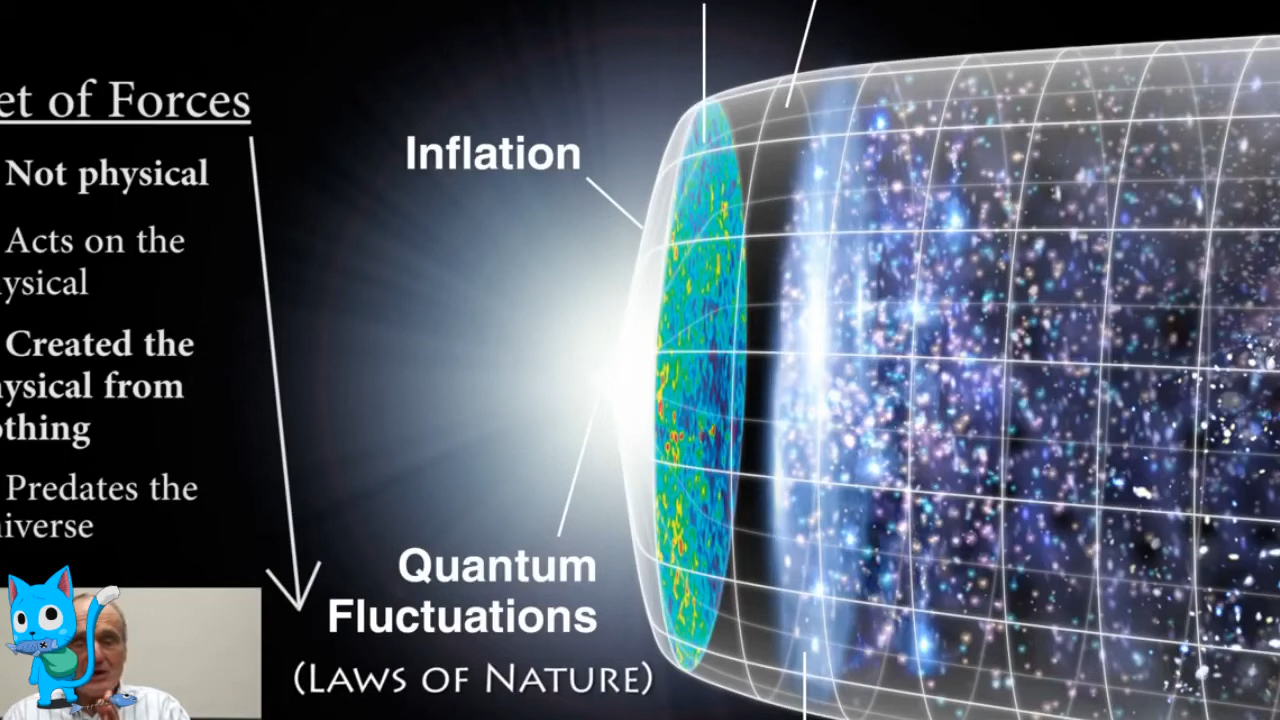 et of Forces
Not physical
Acts on the
ysical
Created the
ysical from
thing
Predates the
iverse
Inflation
Quantum
Fluctuations
(Laws of Nature)